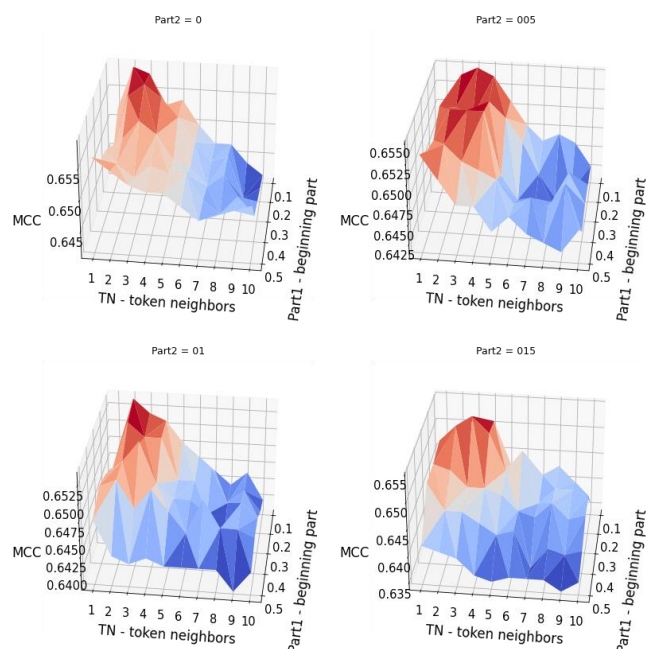 Part2 = 0
0.655
0.650
0.645
MCC
1 2 3 4 5 6 7 8 9 10
TN - token neighbors
0.1
0.2
0.3
0.4
0.5
Part1 - beginning part
Part2 = 005
0.6550
0.6525
0.6500
0.6475
0.6450
0.6425
MCC
1 2 3 4 5 6 7 8 9 10
TN - token neighbors
0.1
0.2
0.3
0.4
0.5
Part1 - beginning part
Part2 = 01
0.6525
0.6500
0.6475
0.6450
0.6425
0.6400
MCC
1 2 3 4 5 6 7 8 9 10
TN - token neighbors
0.1
0.2
0.3
0.4
0.5
Part1 - beginning part
Part2 = 015
0.655
0.650
0.645
0.640
0.635
MCC
1 2 3 4 5 6 7 8 9 10
TN - token neighbors
0.1
0.2
0.3
0.4
0.5
Part1 - beginning part